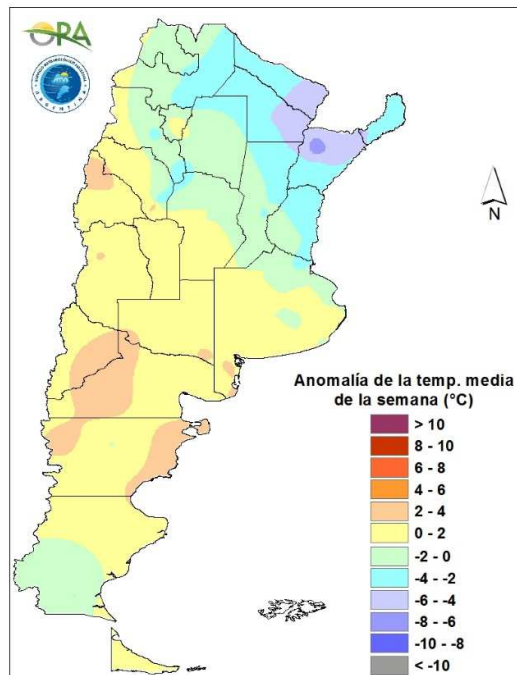 ORA
N
Anomalía de la temp. media
de la semana (°C)
> 10
8 - 10
6 - 8
4 - 6
2 - 4
0 - 2
-2 - 0
-4 - -2
-6 - -4
-8 - -6
-10 - -8
< -10